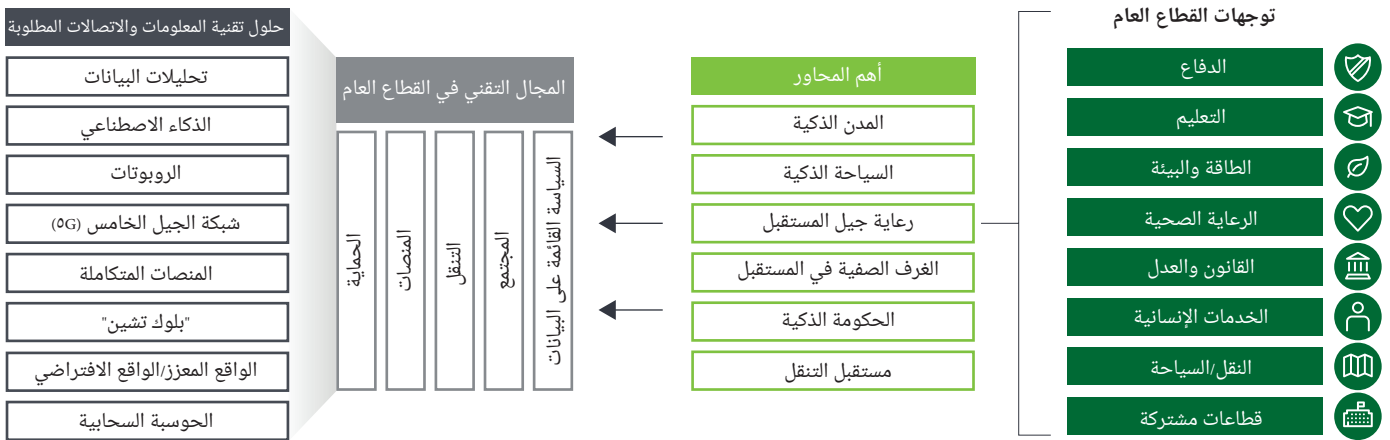 توجهات القطاع العام
الدفاع
التعليم
الطاقة والبيئة
الرعاية الصحية
القانون والعدل
الخدمات الإنسانية
النقل/السياحة
قطاعات مشتركة
أهم المحاور
المدن الذكية
السياحة الذكية
رعاية جيل المستقبل
الغرف الصفية في المستقبل
الحكومة الذكية
مستقبل التنقل
المجال التقني في القطاع العام
السياسة القائمة على البيانات
المجتمع
التنقل
المنصات
الحماية
حلول تقنية المعلومات والاتصالات المطلوبة
تحليلات البيانات
الذكاء الاصطناعي
الروبوتات
شبكة الجيل الخامس (٥G)
المنصات المتكاملة
"بلوك تشين"
الواقع المعزز/الواقع الافتراضي
الحوسبة السحابية